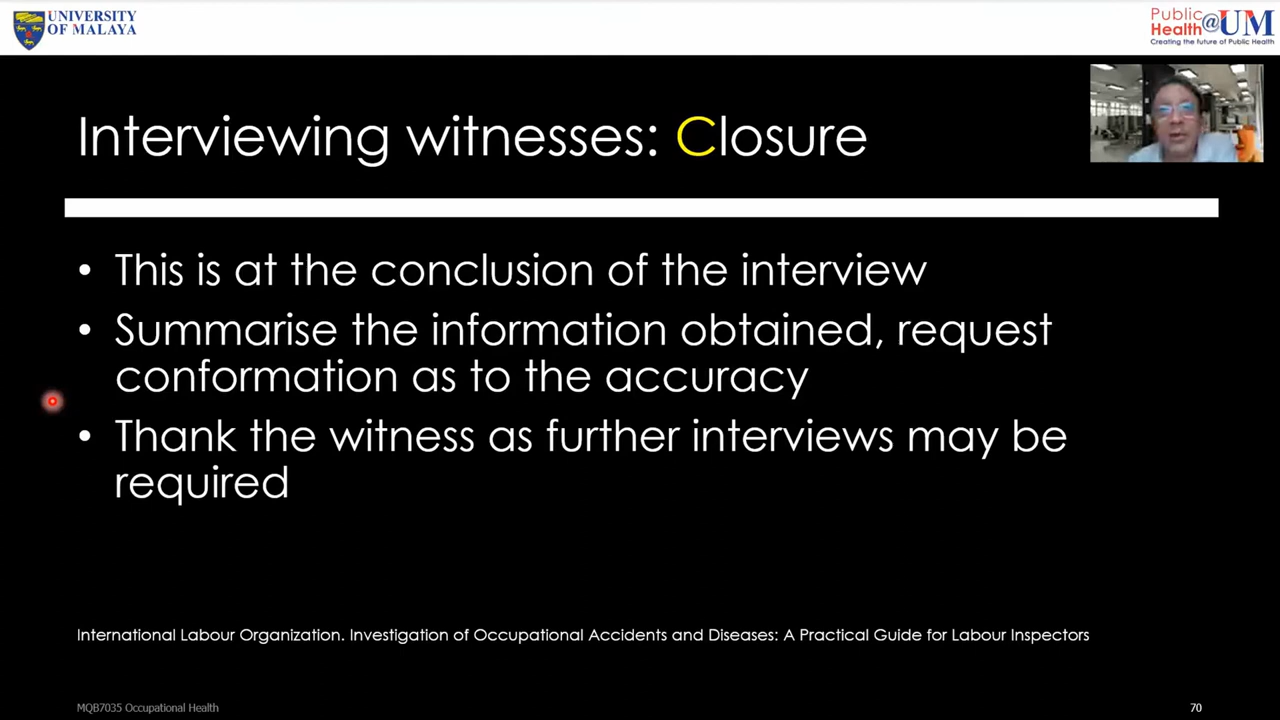 UNIVERSITY
OF MALAYA
Public
Health@UM
Creating the future of Public Health
Interviewing witnesses: Closure
• This is at the conclusion of the interview
• Summarise the information obtained, request
conformation as to the accuracy
• Thank the witness as further interviews may be
required
International Labour Organization. Investigation of Occupational Accidents and Diseases: A Practical Guide for Labour Inspectors
MQB7035 Occupational Health
70